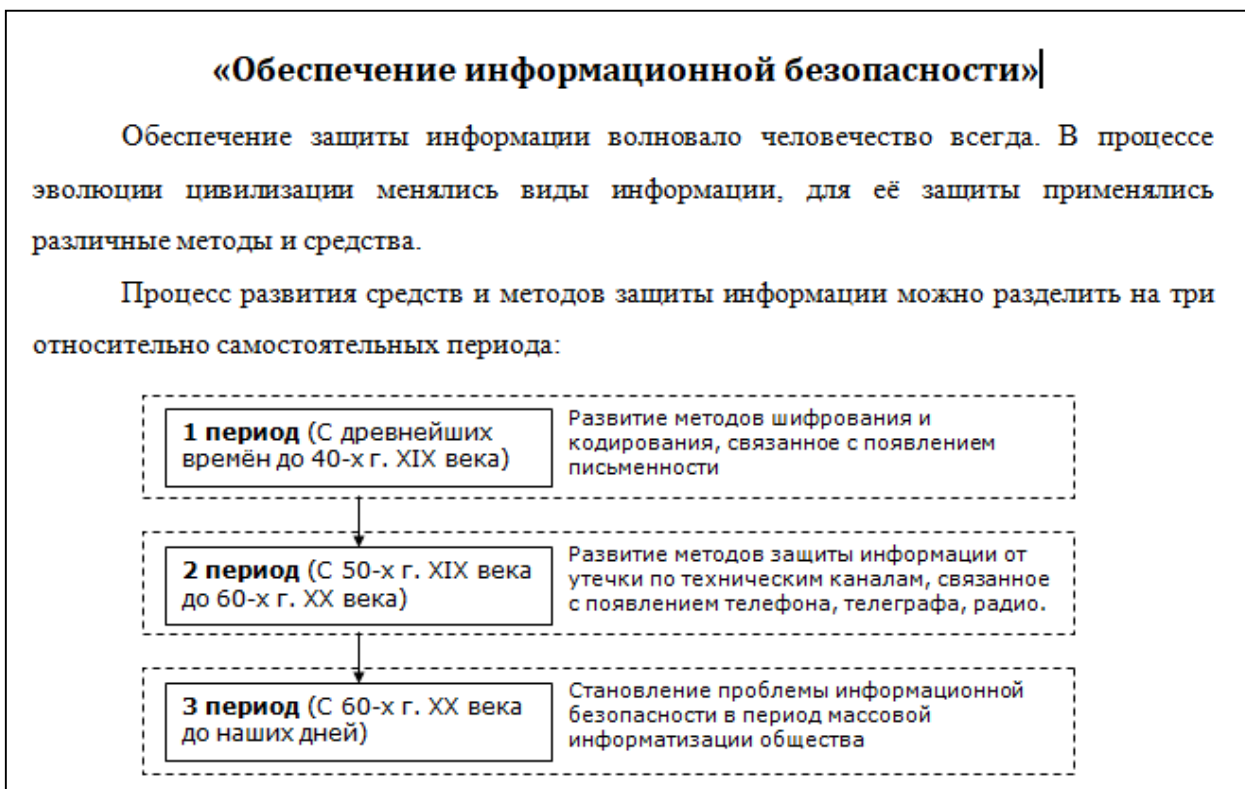 «Обеспечение информационной безопасности»
Обеспечение защиты информации волновало человечество всегда. В процессе
эволюции цивилизации менялись виды информации, для её защиты применялись
различные методы и средства.
Процесс развития средств и методов защиты информации можно разделить на три
относительно самостоятельных периода:
1 период (С древнейших
времён до 40-х г. XIX века)
Развитие методов шифрования и
кодирования, связанное с появлением
письменности
2 период (С 50-х г. XIX века
до 60-х г. XX века)
Развитие методов защиты информации от
утечки по техническим каналам, связанное
с появлением телефона, телеграфа, радио.
3 период (С 60-х г. XX века
до наших дней)
Становление проблемы информационной
безопасности в период массовой
информатизации общества